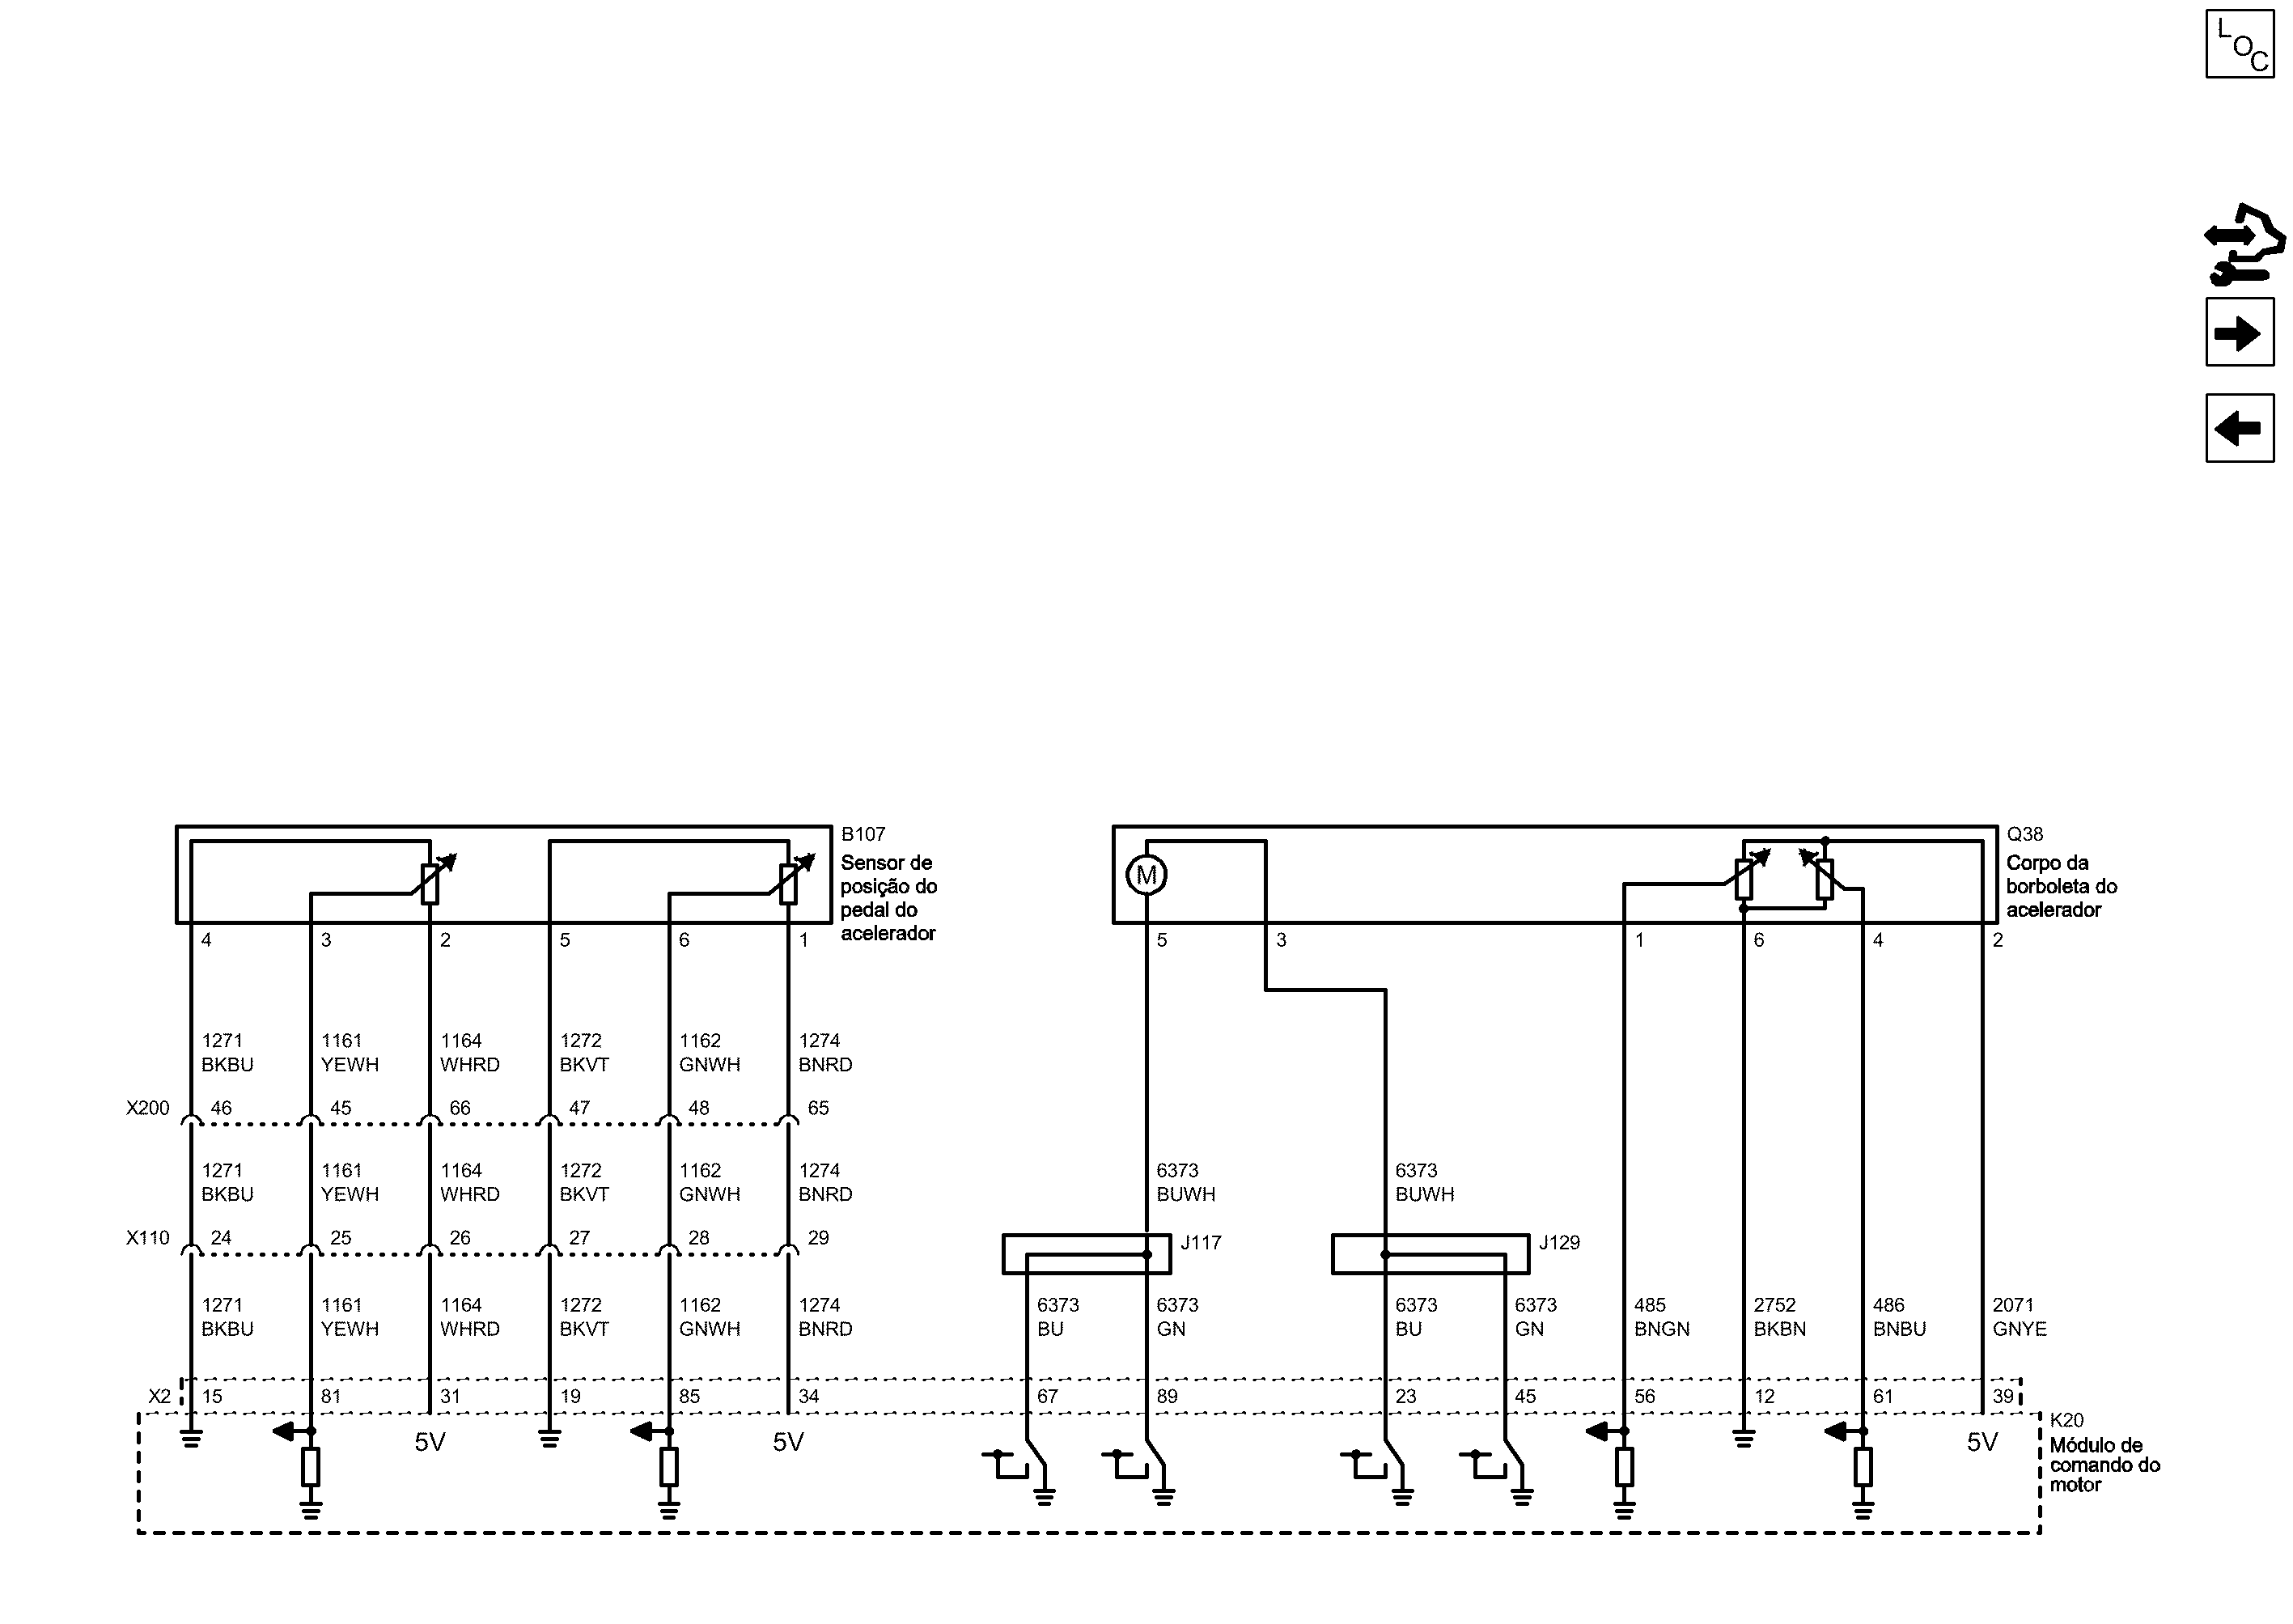 L
O
C
B107
Sensor de
posição do
pedal do
acelerador
M
Q38
Corpo da
borboleta do
acelerador
4 3 2 5 6 1 5 3 1 6 4 2
1271 1161 1164 1272 1162 1274
BKBU YEWH WHRD BKVT GNWH BNRD
X200 46 45 66 47 48 65
1271 1161 1164 1272 1162 1274 6373 6373
BKBU YEWH WHRD BKVT GNWH BNRD BUWH BUWH
X110 24 25 26 27 28 29 J117 J129
1271 1161 1164 1272 1162 1274 6373 6373 6373 6373 485 2752 486 2071
BKBU YEWH WHRD BKVT GNWH BNRD BU GN BU GN BNGN BKBN BNBU GNYE
X2 15 81 31 19 85 34 67 89 23 45 56 12 61 39
5V 5V 5V
K20
Módulo de
comando do
motor